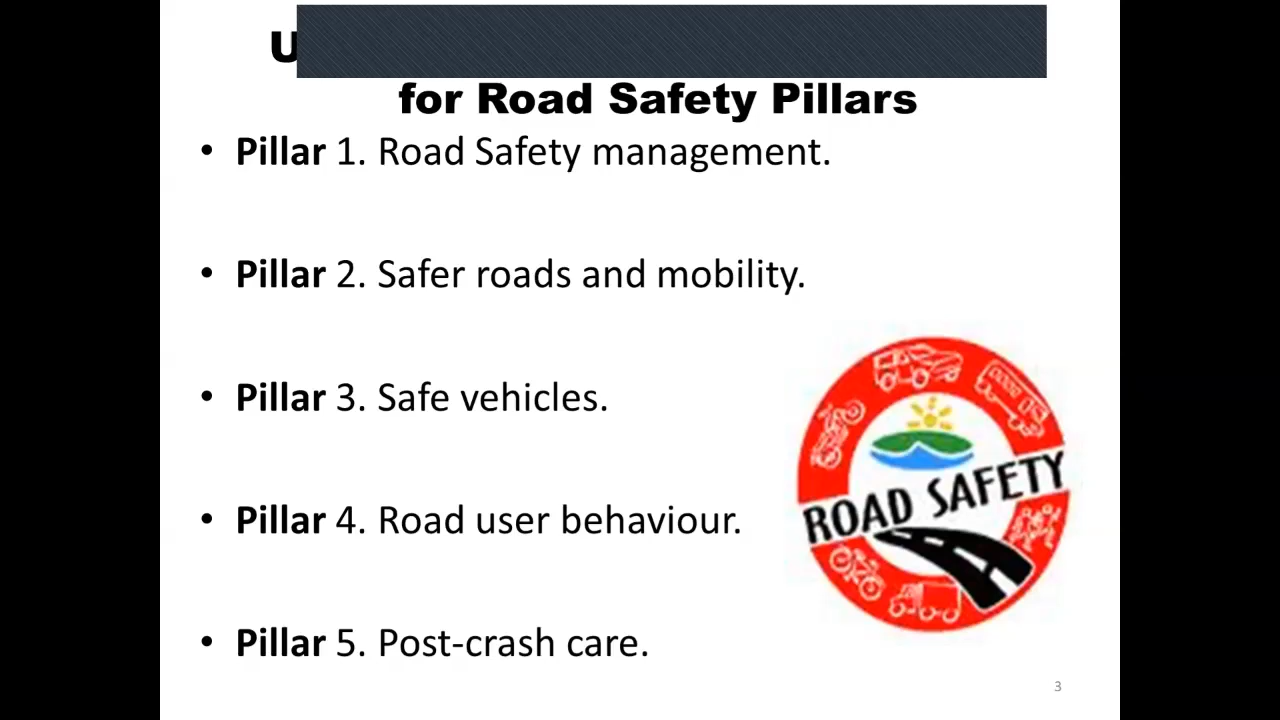 U
for Road Safety Pillars
• Pillar 1. Road Safety management.
• Pillar 2. Safer roads and mobility.
• Pillar 3. Safe vehicles.
• Pillar 4. Road user behaviour.
• Pillar 5. Post-crash care.
ROAD SAFETY
3